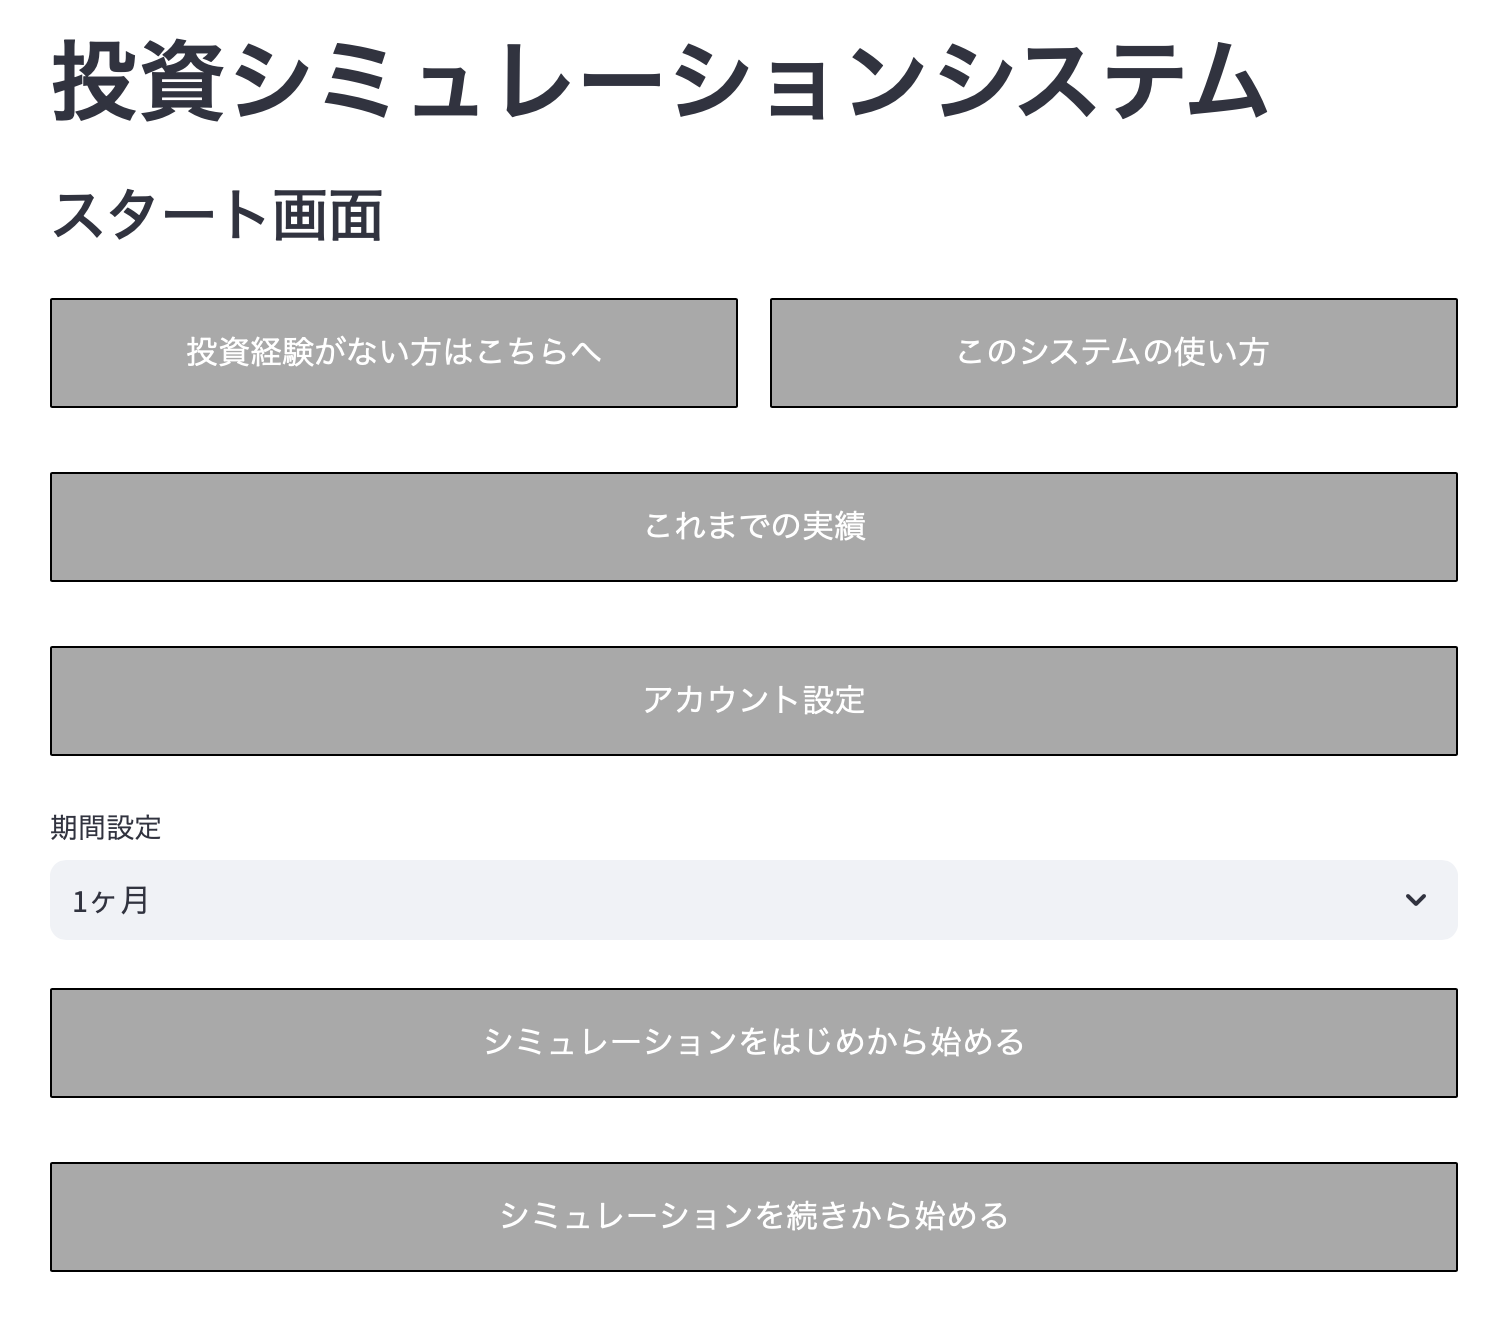 投資シミュレーションシステム
スタート画面
投資経験がない方はこちらへ
このシステムの使い方
これまでの実績
アカウント設定
期間設定
1ヶ月
シミュレーションをはじめから始める
シミュレーションを続きから始める